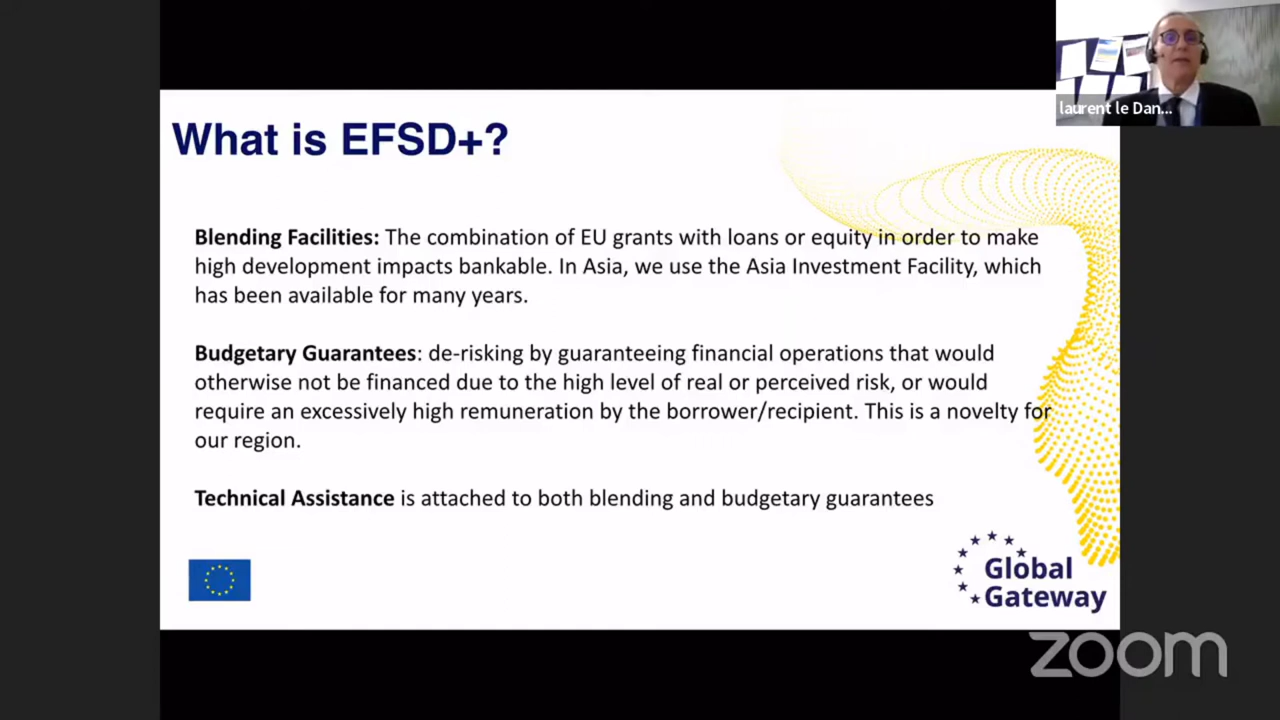 laurent le Dan...
What is EFSD+?
Blending Facilities: The combination of EU grants with loans or equity in order to make
high development impacts bankable. In Asia, we use the Asia Investment Facility, which
has been available for many years.
Budgetary Guarantees: de-risking by guaranteeing financial operations that would
otherwise not be financed due to the high level of real or perceived risk, or would
require an excessively high remuneration by the borrower/recipient. This is a novelty for
our region.
Technical Assistance is attached to both blending and budgetary guarantees
Global
Gateway
zoom